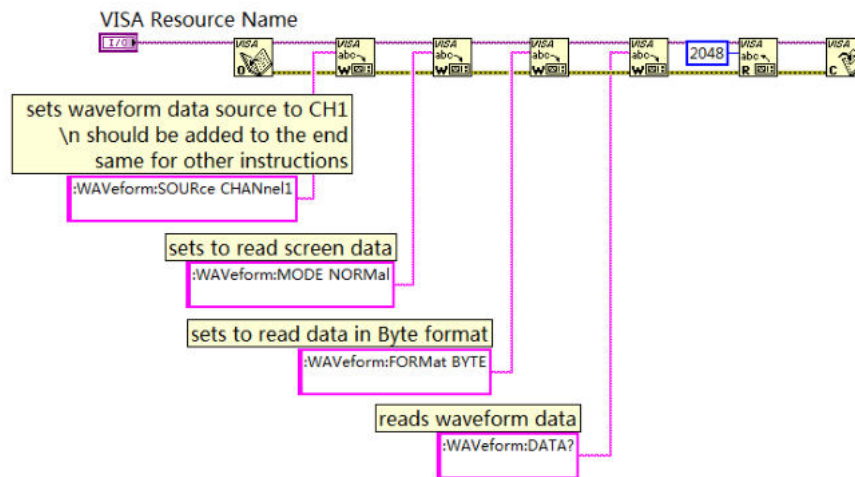 VISA Resource Name
I/O
VISA
O
VISA
abc
W
VISA
abc
W
VISA
abc
W
VISA
abc
W
2048
VISA
abc
R
VISA
C
sets waveform data source to CH1
\n should be added to the end
same for other instructions
:WAVeform:SOURce CHANnel1
sets to read screen data
:WAVeform:MODE NORMal
sets to read data in Byte format
:WAVeform:FORMat BYTE
reads waveform data
:WAVeform:DATA?